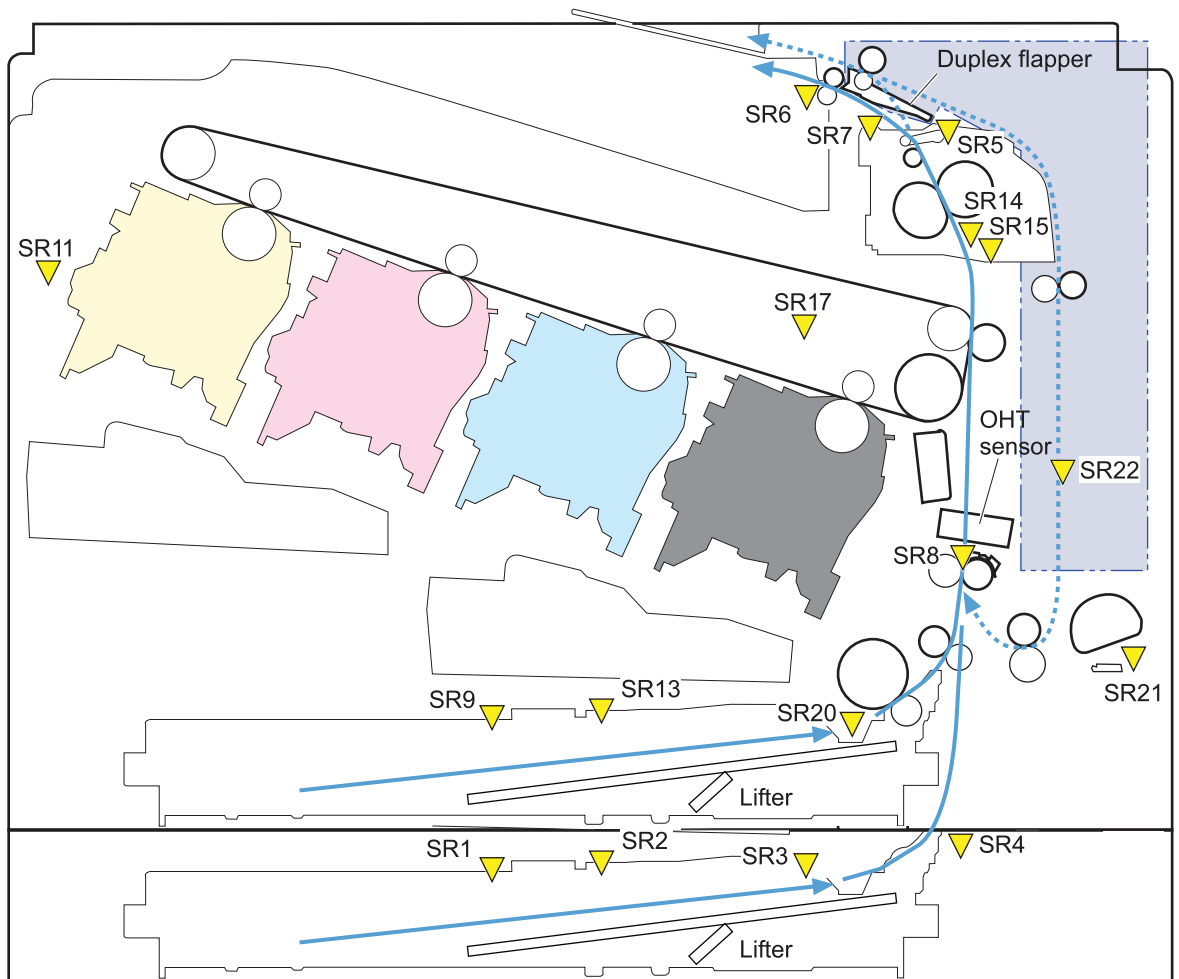 Duplex flapper
SR6
SR7
SR5
SR14
SR15
SR11
SR17
OHT
sensor
SR22
SR8
SR21
SR9
SR13
SR20
Lifter
SR1
SR2
SR3
SR4
Lifter